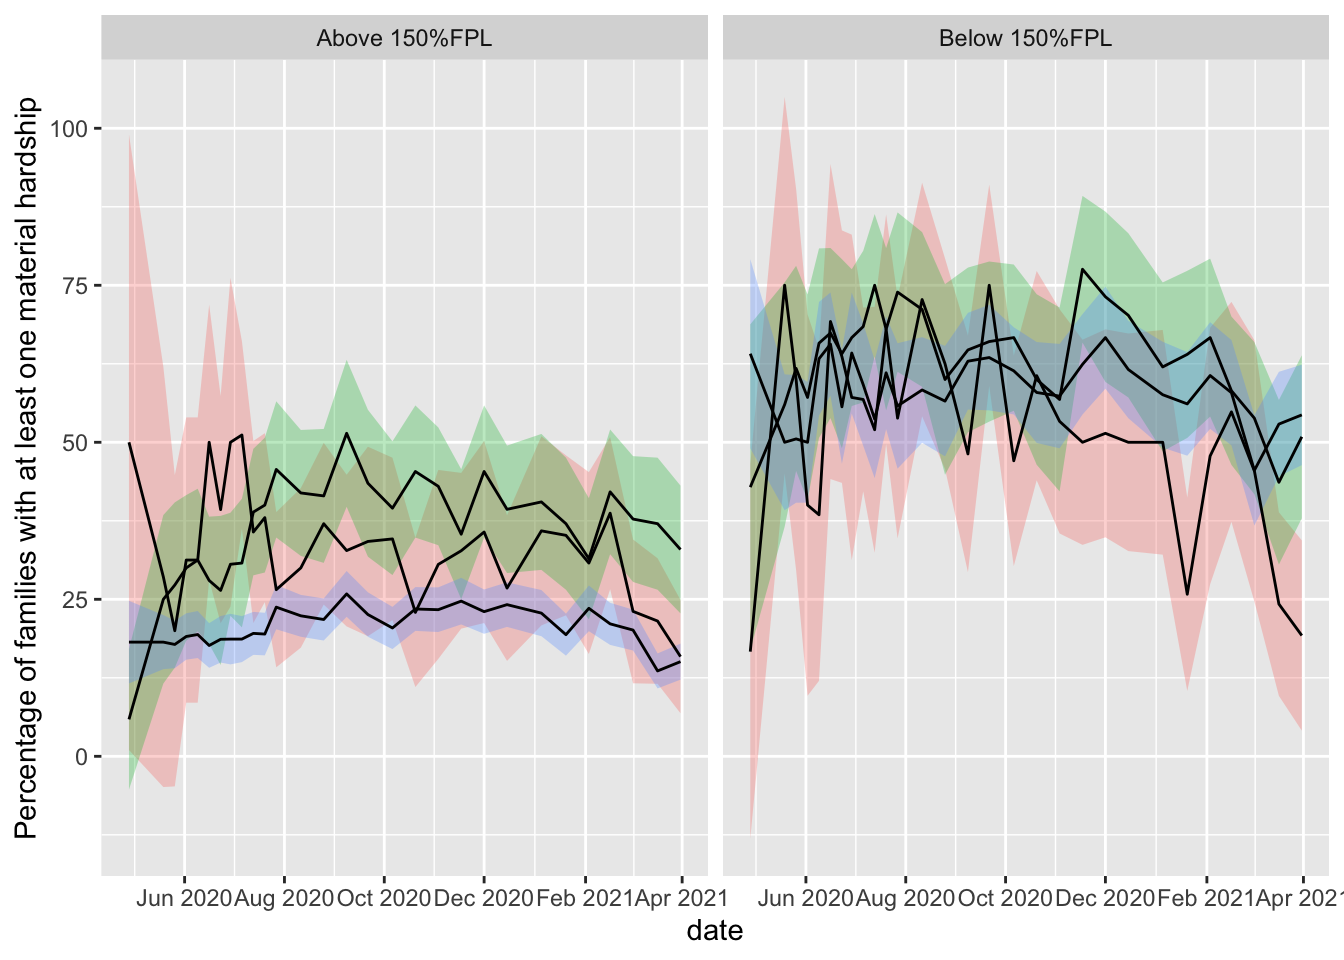 Above 150%FPL
Below 150%FPL
Percentage of families with at least one material hardship
100
75
50
25
0
Jun 2020 Aug 2020 Oct 2020 Dec 2020 Feb 2021 Apr 2021
Jun 2020 Aug 2020 Oct 2020 Dec 2020 Feb 2021 Apr 2021
date